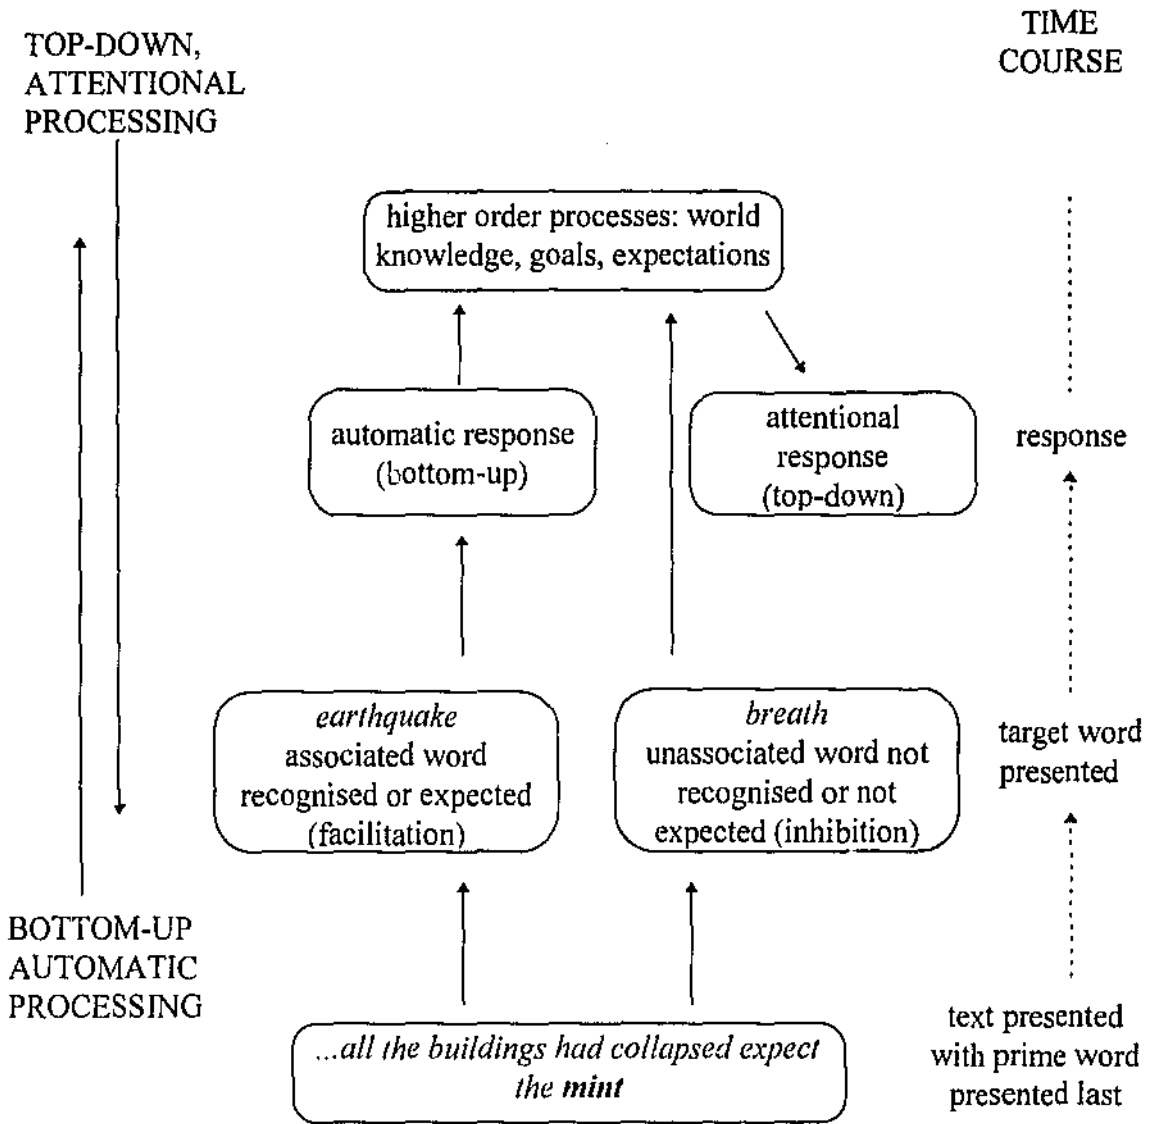 TOP-DOWN,
ATTENTIONAL
PROCESSING
TIME
COURSE
higher order processes: world
knowledge, goals, expectations
automatic response
(bottom-up)
attentional
response
(top-down)
response
earthquake
associated word
recognised or expected
(facilitation)
breath
unassociated word not
recognised or not
expected (inhibition)
target word
presented
BOTTOM-UP
AUTOMATIC
PROCESSING
...all the buildings had collapsed expect
the mint
text presented
with prime word
presented last